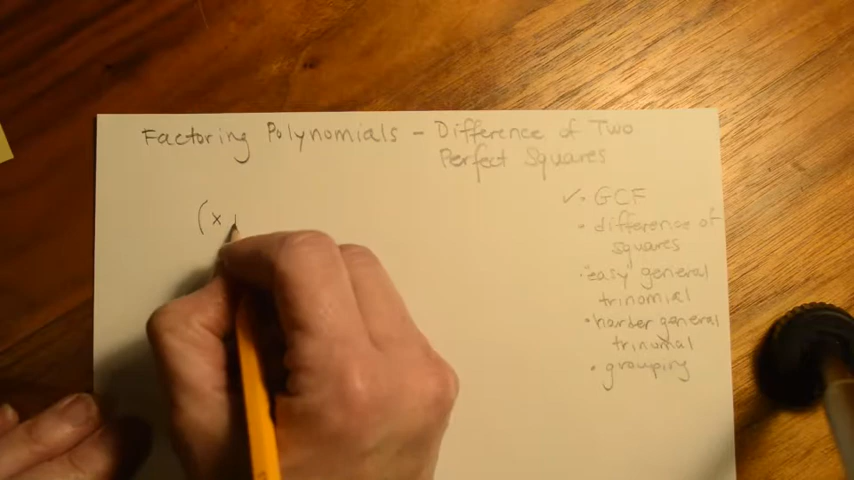 Factoring Polynomials - Difference of Two
Perfect Squares
(x
✓ • GCF
• difference of
squares
• easy general
trinomial
• harder general
trinomial
• grouping